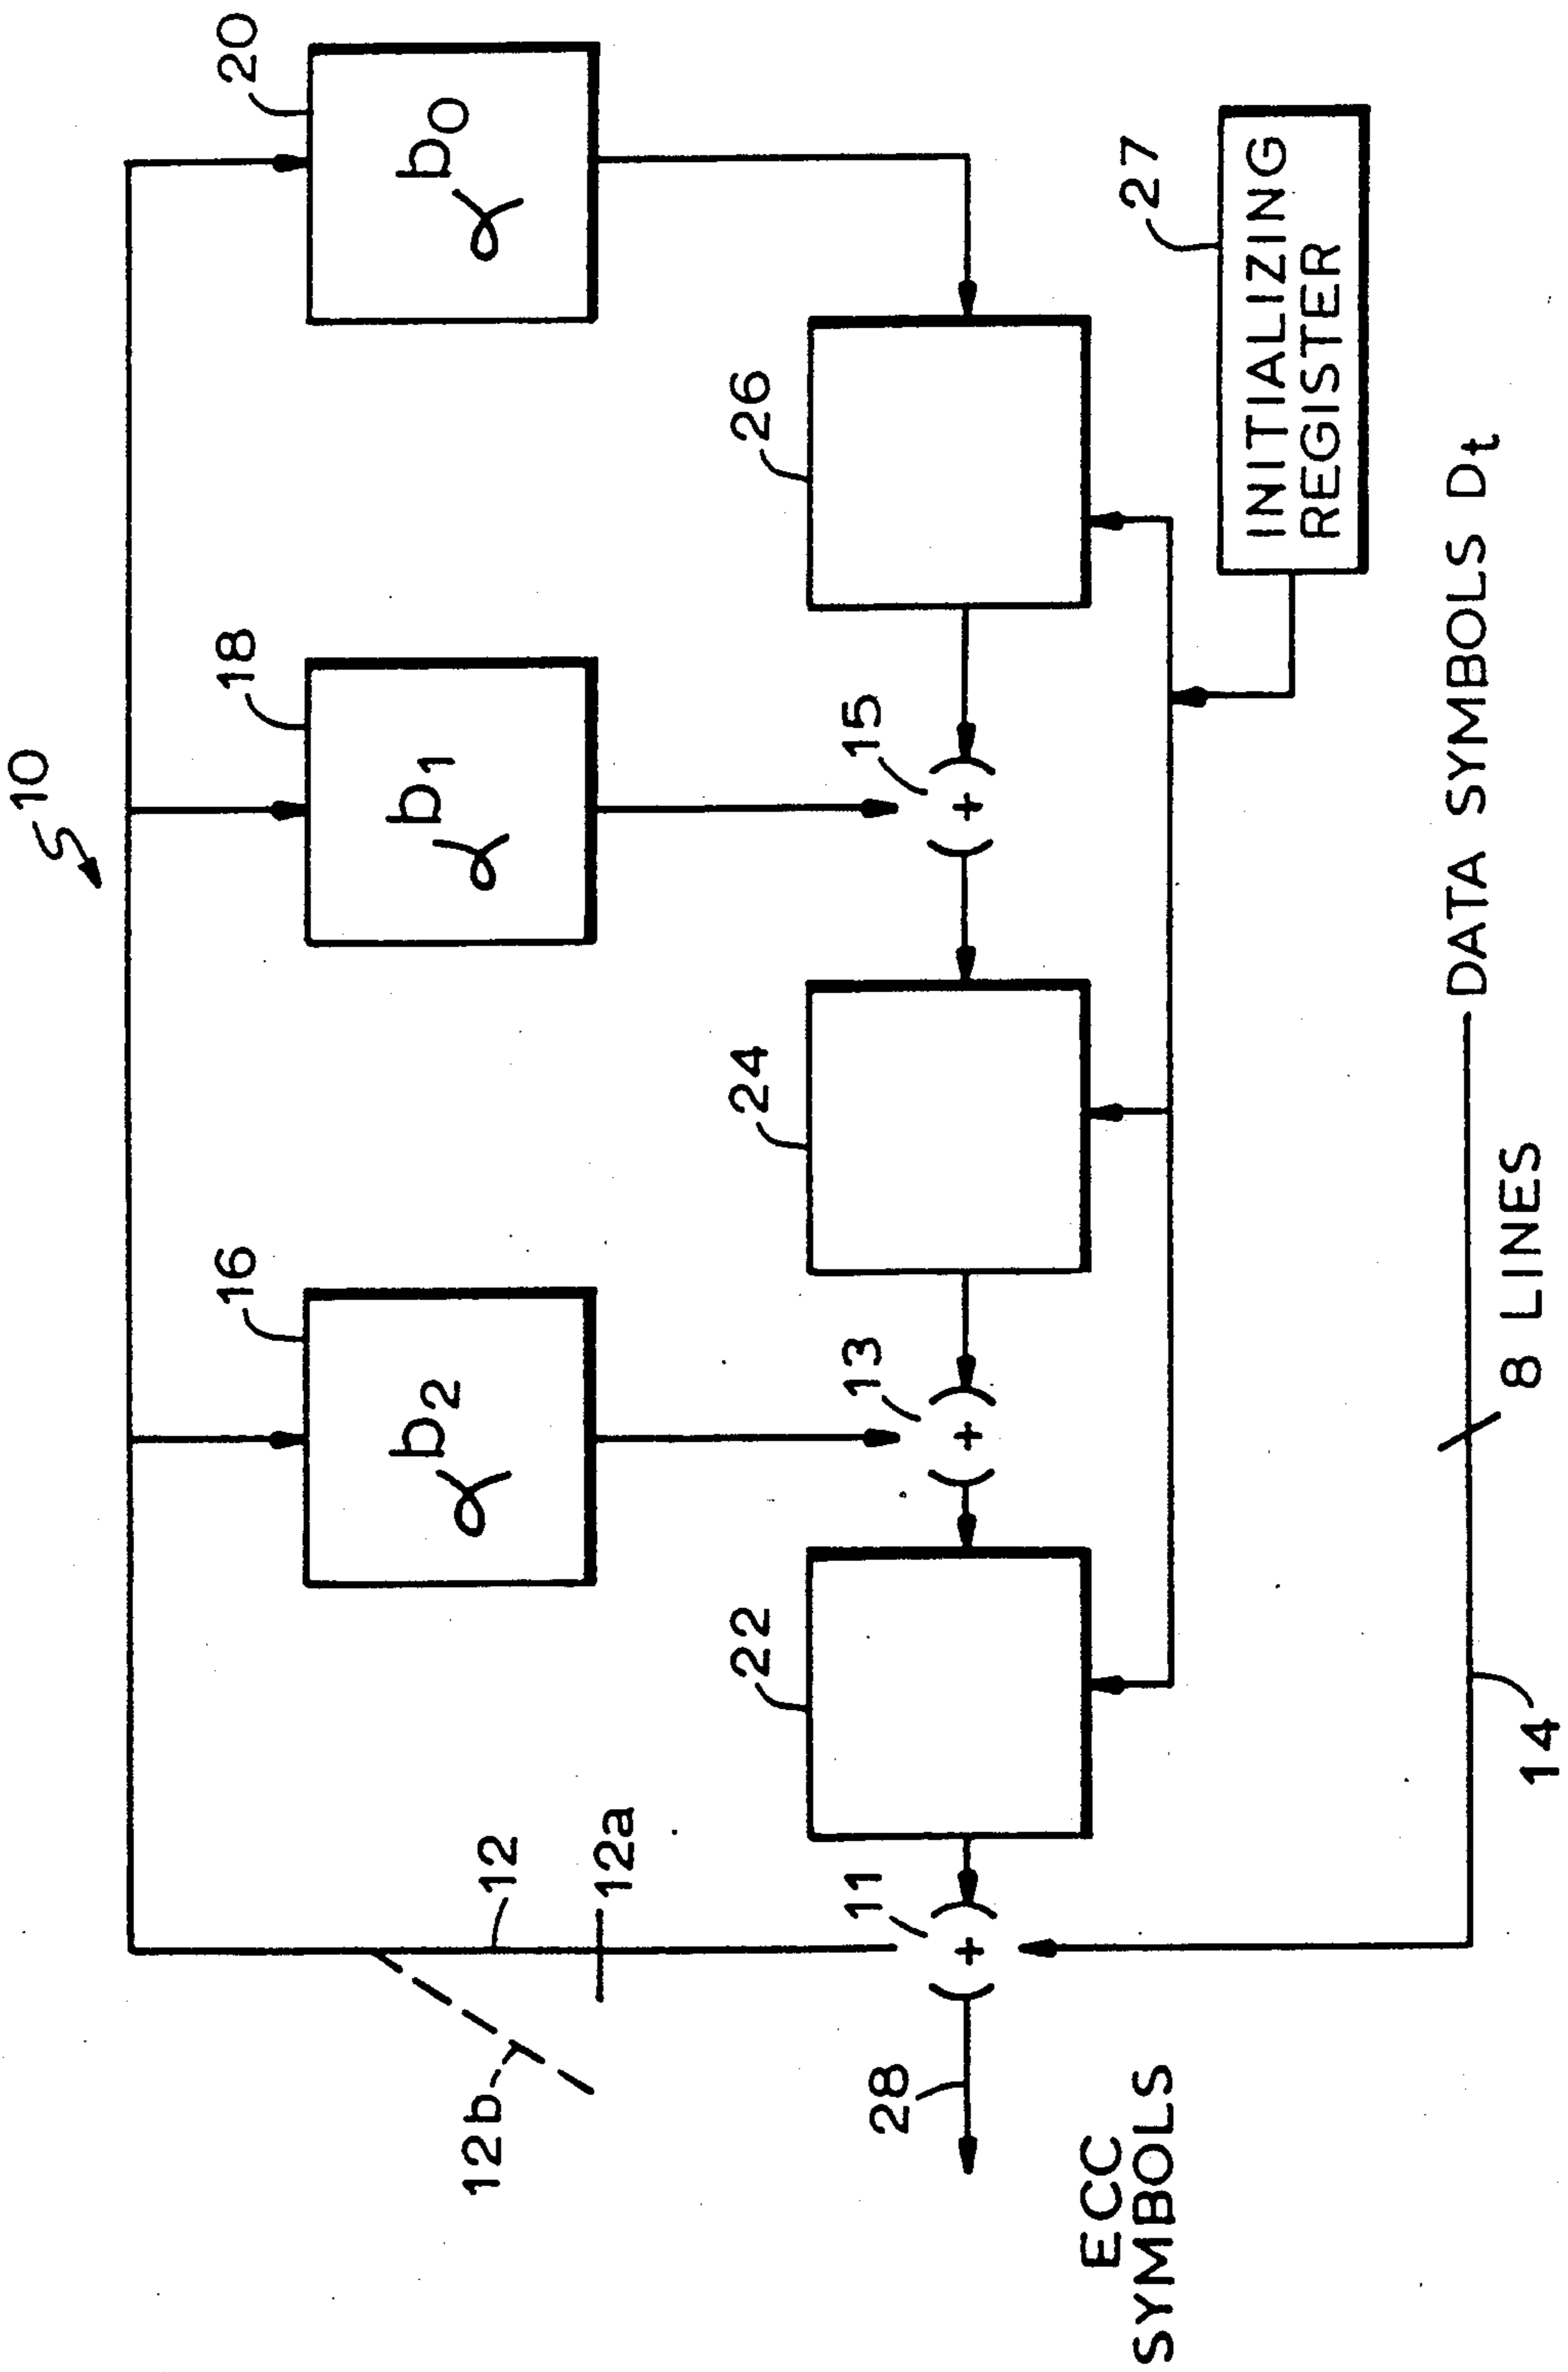 10
12b
12
12a
16
α b2
18
α b1
20
α b0
28
11
22
13
24
15
26
ECC
SYMBOLS
27
INITIALIZING
REGISTER
14
8 LINES
DATA SYMBOLS Dt
+
+
+